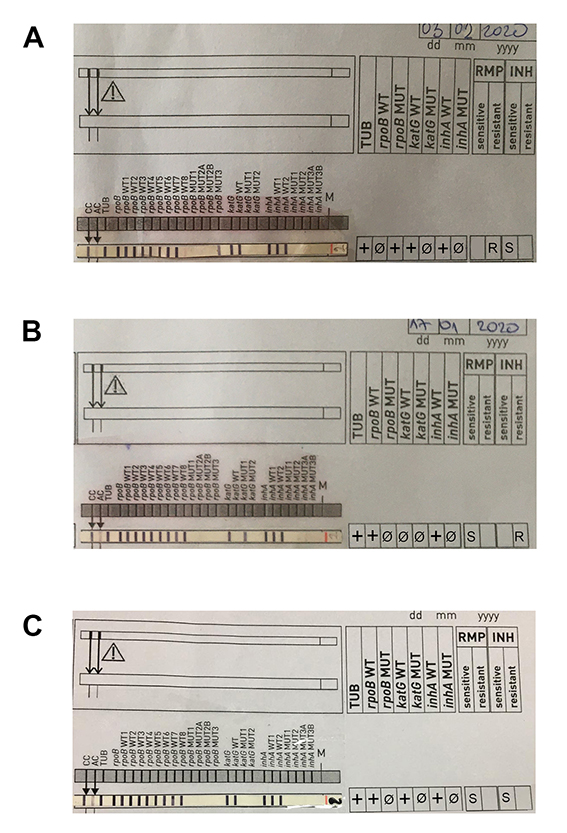 A
03 02 2020
dd mm yyyy
TUB
rpoB WT
rpoB MUT
katG WT
katG MUT
inhA WT
inhA MUT
RMP INH
sensitive
resistant
sensitive
resistant
CC
AC
TUB
rpoB
rpoB WT1
rpoB WT2
rpoB WT3
rpoB WT4
rpoB WT5
rpoB WT6
rpoB WT7
rpoB WT8
rpoB MUT1
rpoB MUT2A
rpoB MUT2B
rpoB MUT3
katG
katG WT
katG MUT1
katG MUT2
inhA
inhA WT1
inhA WT2
inhA MUT1
inhA MUT2
inhA MUT3A
inhA MUT3B
M
+ Ø + + Ø + Ø R S
B
17 01 2020
dd mm yyyy
TUB
rpoB WT
rpoB MUT
katG WT
katG MUT
inhA WT
inhA MUT
RMP INH
sensitive
resistant
sensitive
resistant
CC
AC
TUB
rpoB
rpoB WT1
rpoB WT2
rpoB WT3
rpoB WT4
rpoB WT5
rpoB WT6
rpoB WT7
rpoB WT8
rpoB MUT1
rpoB MUT2A
rpoB MUT2B
rpoB MUT3
katG
katG WT
katG MUT1
katG MUT2
inhA
inhA WT1
inhA WT2
inhA MUT1
inhA MUT2
inhA MUT3A
inhA MUT3B
M
+ + Ø Ø Ø + Ø S R
C
dd mm yyyy
TUB
rpoB WT
rpoB MUT
katG WT
katG MUT
inhA WT
inhA MUT
RMP INH
sensitive
resistant
sensitive
resistant
CC
AC
TUB
rpoB
rpoB WT1
rpoB WT2
rpoB WT3
rpoB WT4
rpoB WT5
rpoB WT6
rpoB WT7
rpoB WT8
rpoB MUT1
rpoB MUT2A
rpoB MUT2B
rpoB MUT3
katG
katG WT
katG MUT1
katG MUT2
inhA
inhA WT1
inhA WT2
inhA MUT1
inhA MUT2
inhA MUT3A
inhA MUT3B
M
+ + Ø + Ø + Ø S S